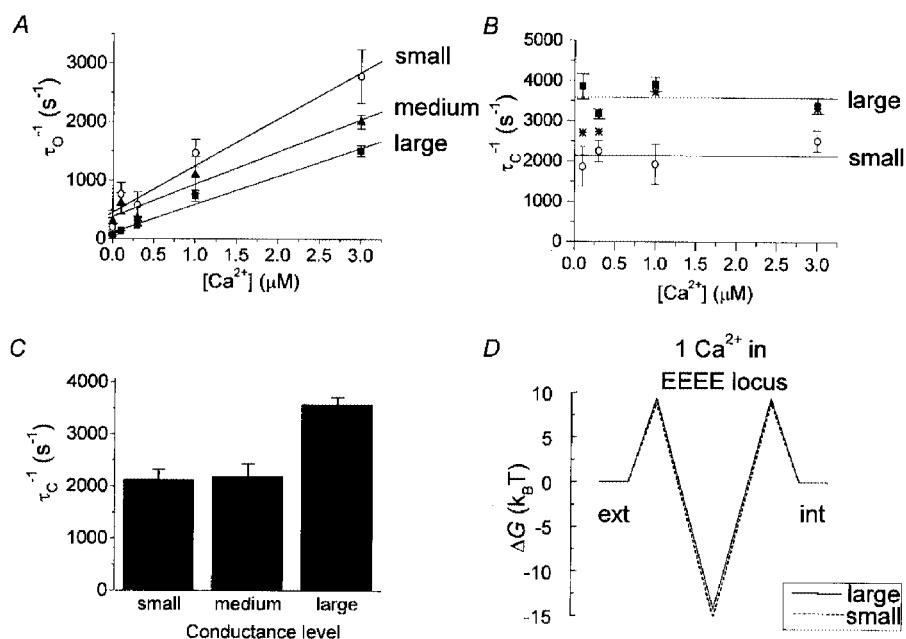 A
τ_O⁻¹ (s⁻¹)
3000
2000
1000
0
0.0 0.5 1.0 1.5 2.0 2.5 3.0
[Ca²⁺] (μM)
small
medium
large
B
τ_C⁻¹ (s⁻¹)
5000
4000
3000
2000
1000
0
0.0 0.5 1.0 1.5 2.0 2.5 3.0
[Ca²⁺] (μM)
large
small
C
τ_C⁻¹ (s⁻¹)
4000
3000
2000
1000
0
small medium large
Conductance level
D
1 Ca²⁺ in
EEEE locus
ΔG (k_BT)
10
5
0
-5
-10
-15
ext
int
large
small